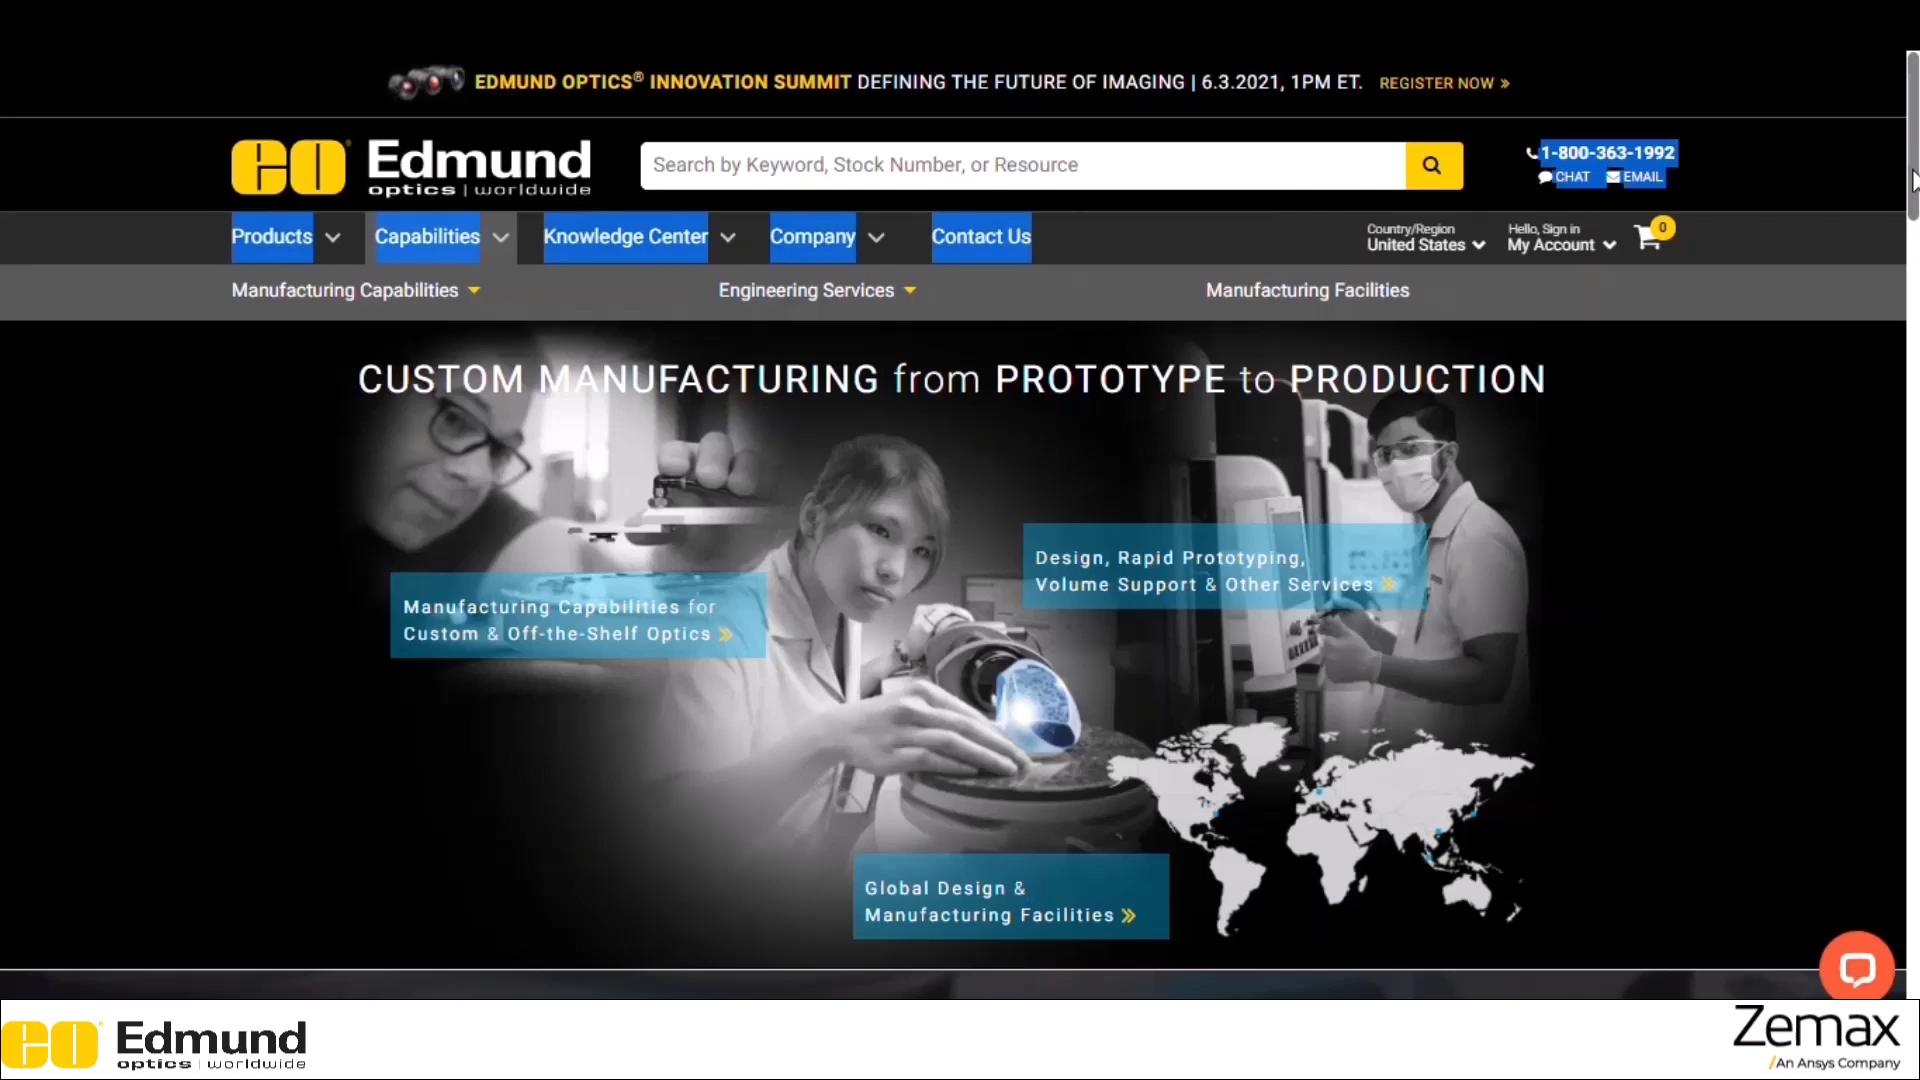 EDMUND OPTICS® INNOVATION SUMMIT DEFINING THE FUTURE OF IMAGING | 6.3.2021, 1PM ET. REGISTER NOW »
Edmund
optics | worldwide
Search by Keyword, Stock Number, or Resource
1-800-363-1992
CHAT EMAIL
Products Capabilities Knowledge Center Company Contact Us
Country/Region
United States
Hello, Sign in
My Account
0
Manufacturing Capabilities Engineering Services Manufacturing Facilities
CUSTOM MANUFACTURING from PROTOTYPE to PRODUCTION
Design, Rapid Prototyping,
Volume Support & Other Services »
Manufacturing Capabilities for
Custom & Off-the-Shelf Optics »
Global Design &
Manufacturing Facilities »
Edmund
optics | worldwide
Zemax
/An Ansys Company